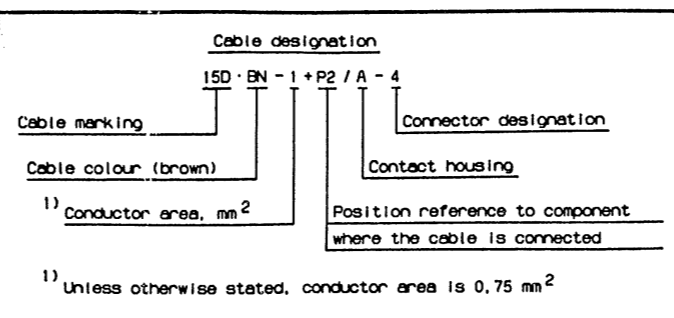 Cable designation
15D · BN - 1 + P2 / A - 4
Cable marking
Connector designation
Cable colour (brown)
Contact housing
1) Conductor area, mm2
Position reference to component
where the cable is connected
1) Unless otherwise stated, conductor area is 0,75 mm2